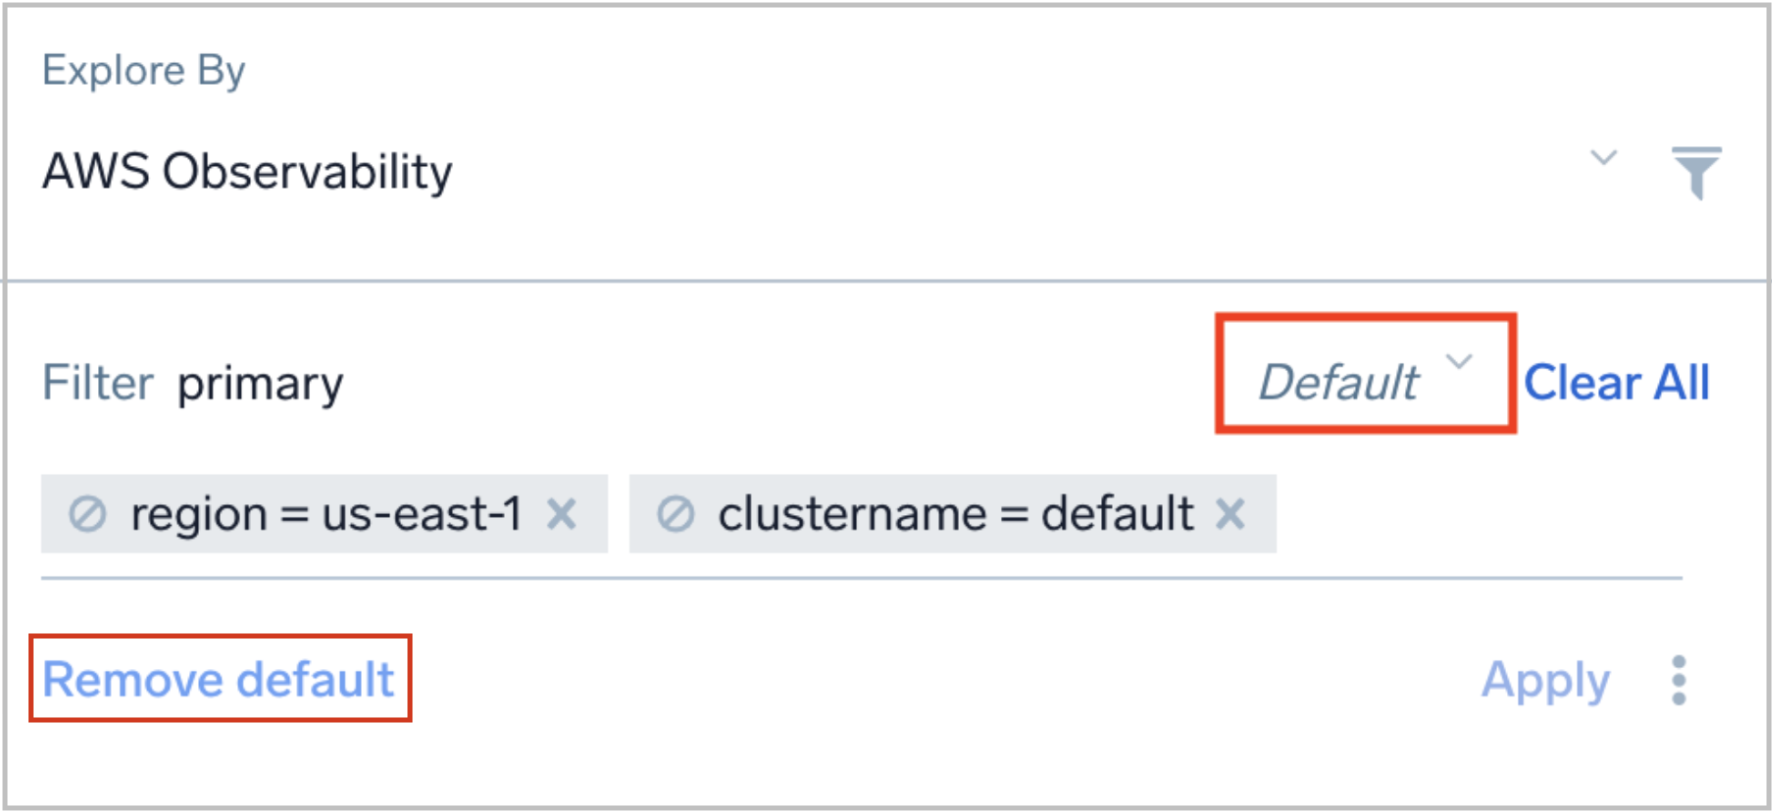 Explore By
AWS Observability
Filter primary Default Clear All
region = us-east-1 clustername = default
Remove default Apply